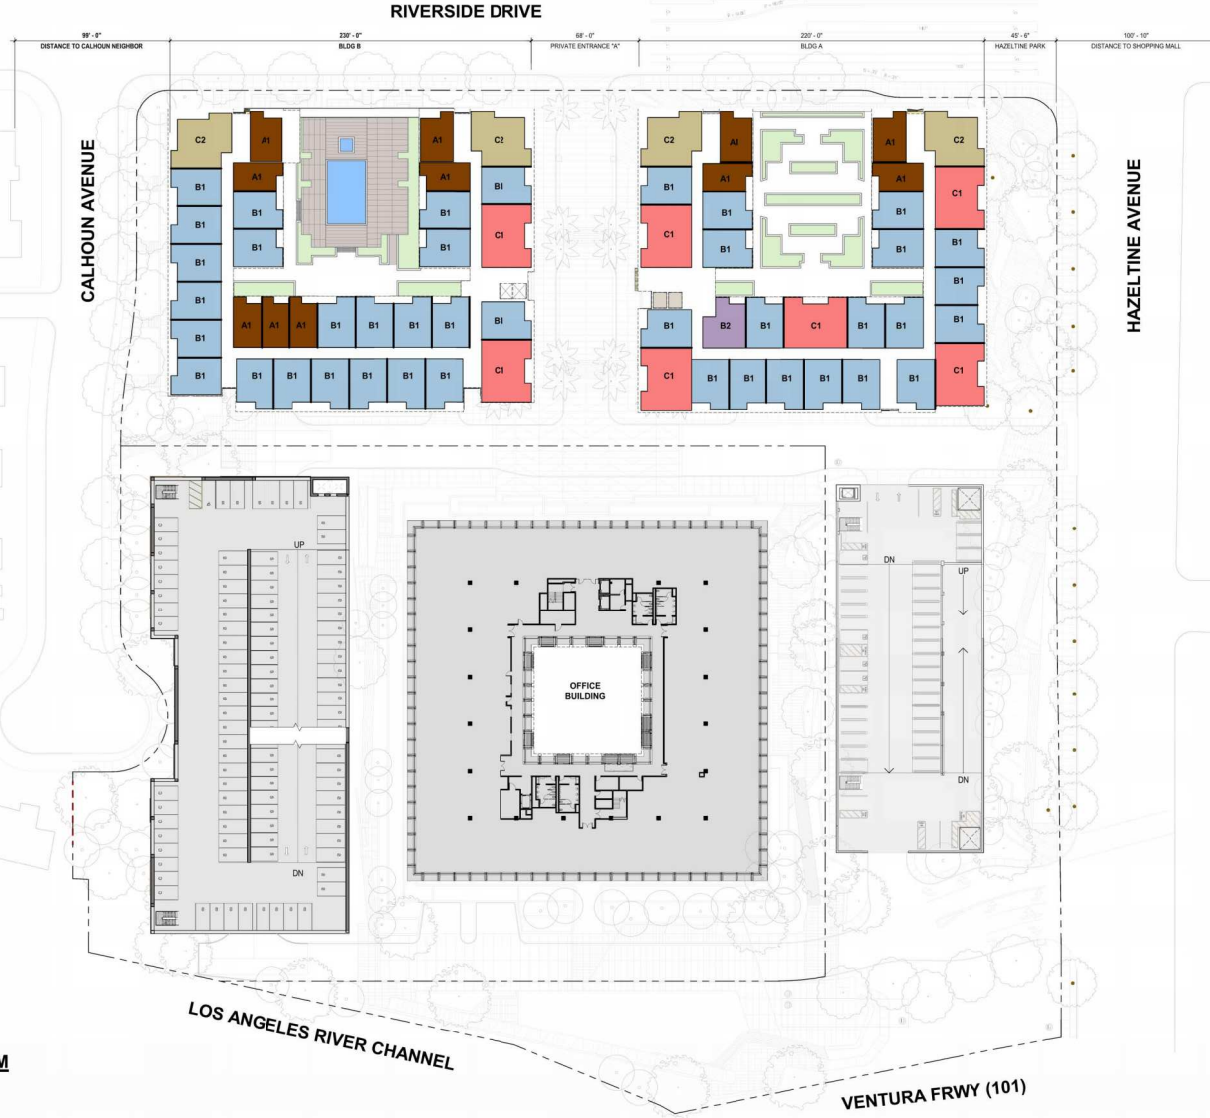 RIVERSIDE DRIVE
99' - 0"
230' - 0"
68' - 0"
220' - 0"
45' - 6"
100' - 10"
DISTANCE TO CALHOUN NEIGHBOR
BLDG B
PRIVATE ENTRANCE "A"
BLDG A
HAZELTINE PARK
DISTANCE TO SHOPPING MALL
CALHOUN AVENUE
HAZELTINE AVENUE
C2
A1
A1
C2
C2
AI
A1
C2
A1
A1
A1
A1
B1
BI
B1
C1
B1
B1
B1
B1
B1
CI
C1
B1
B1
B1
B1
B1
B1
B1
B1
A1
A1
A1
B1
B1
B1
B1
BI
B1
B2
B1
C1
B1
B1
B1
B1
B1
B1
B1
B1
B1
B1
B1
CI
C1
B1
B1
B1
B1
B1
B1
C1
UP
DN
DN
UP
DN
OFFICE
BUILDING
LOS ANGELES RIVER CHANNEL
VENTURA FRWY (101)
M